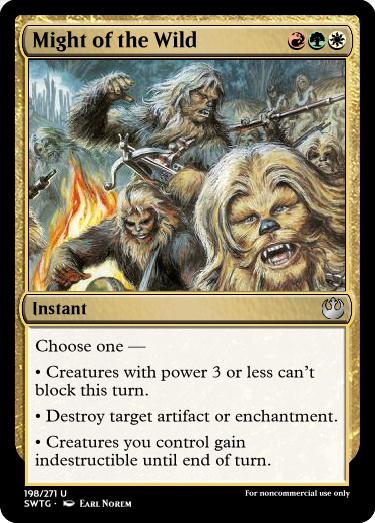 Might of the Wild
Instant
Choose one —
• Creatures with power 3 or less can't
block this turn.
• Destroy target artifact or enchantment.
• Creatures you control gain
indestructible until end of turn.
198/271 U
SWTG · Earl Norem
For noncommercial use only